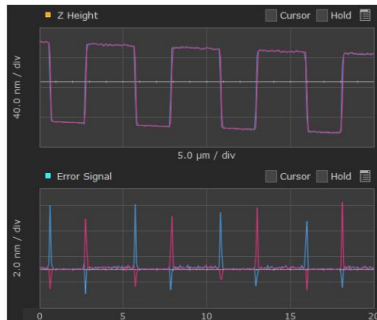 Z Height Cursor Hold
40.0 nm / div
5.0 µm / div
Error Signal Cursor Hold
2.0 nm / div
0 5 10 15 20